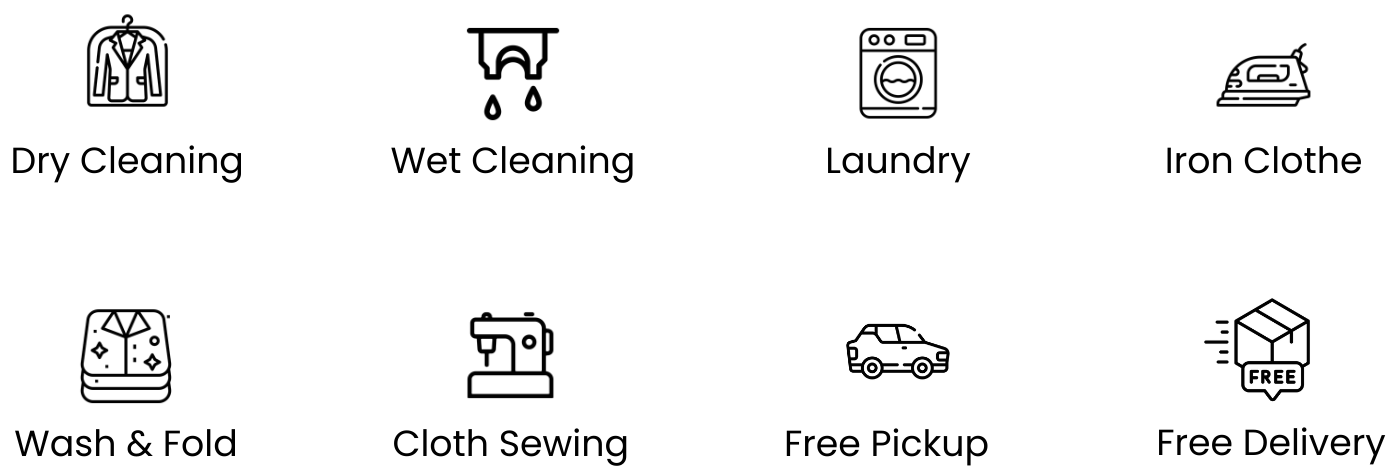 Dry Cleaning
Wet Cleaning
Laundry
Iron Clothe
FREE
Wash & Fold
Cloth Sewing
Free Pickup
Free Delivery